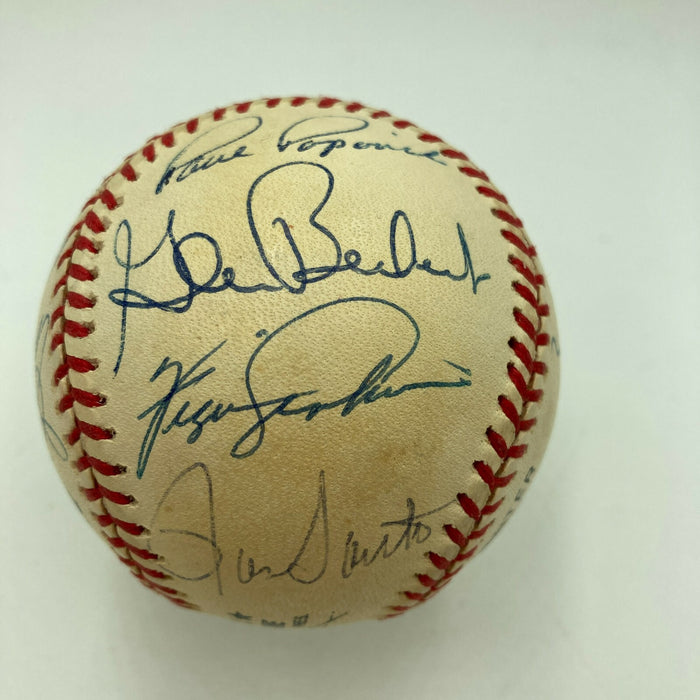 Paul Popovich
Glenn Beckert
Fergie Jenkins
Ron Santo